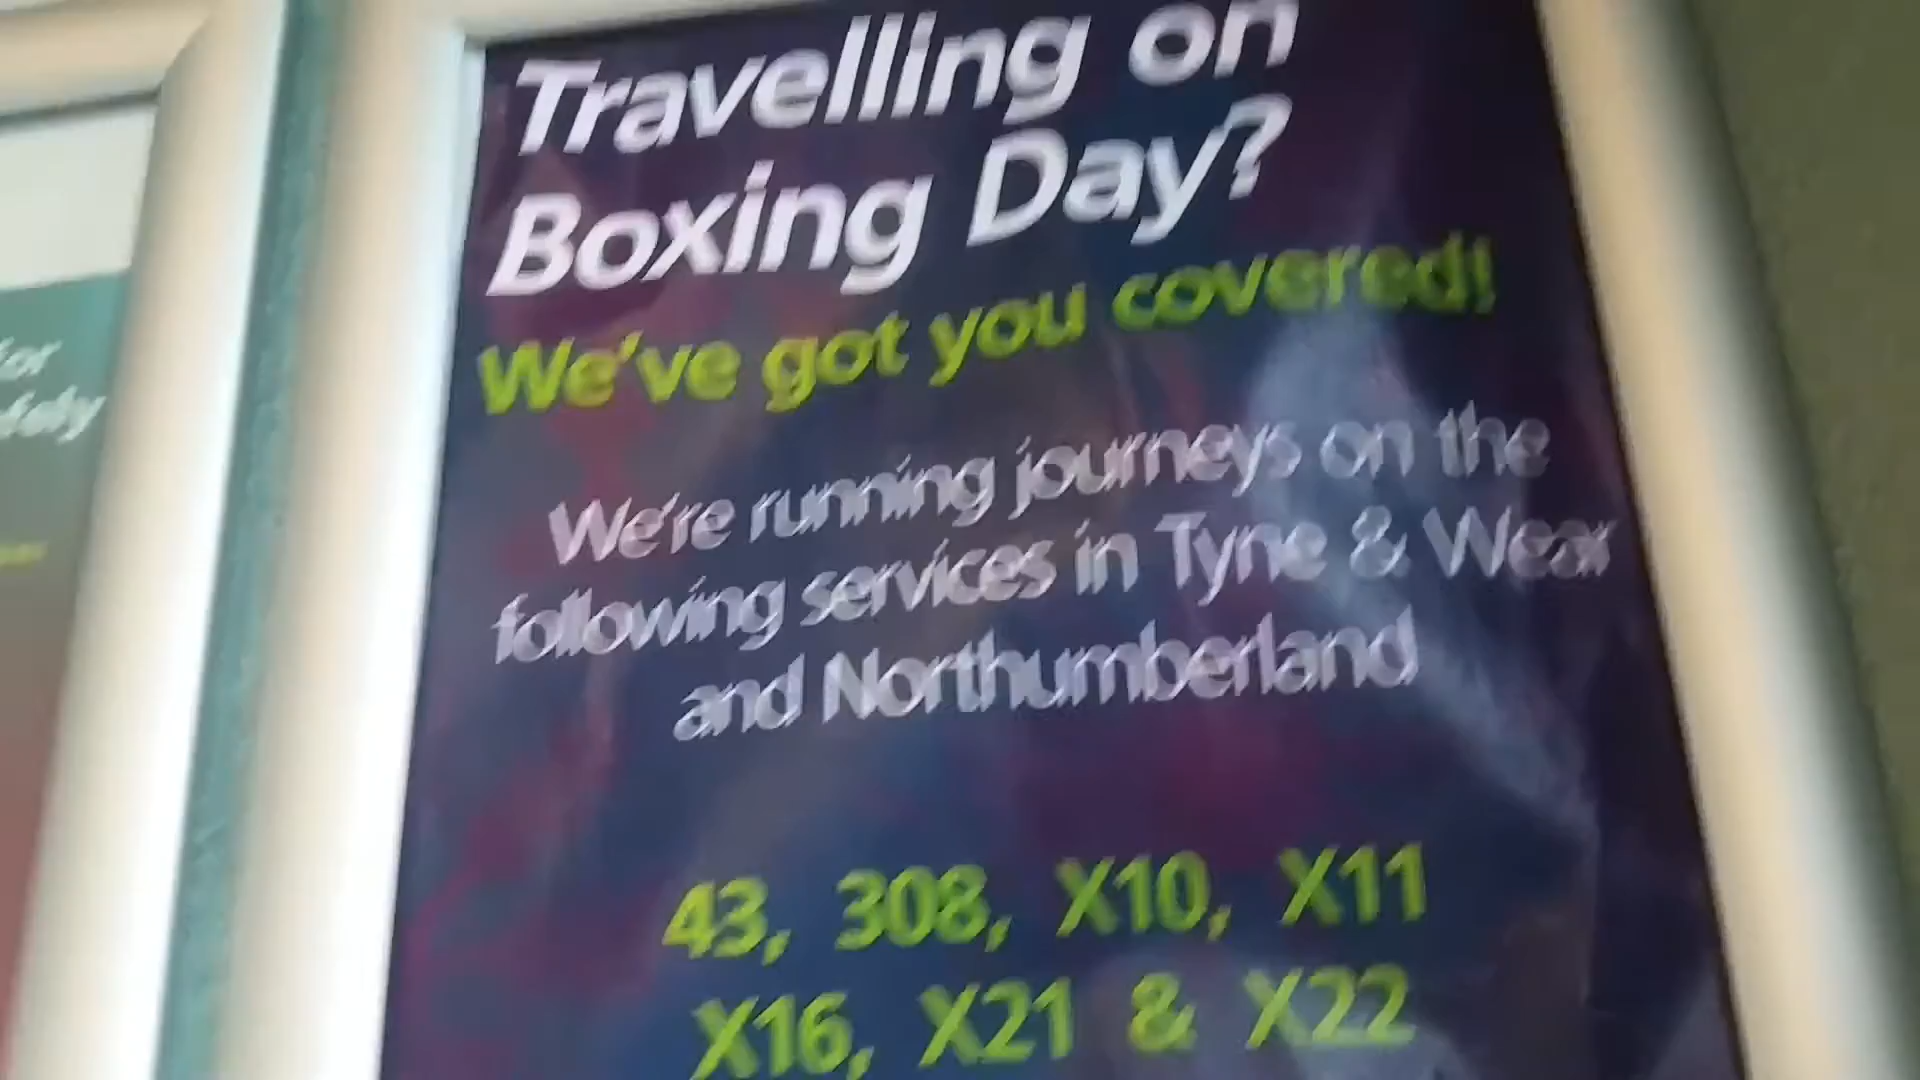 Travelling on
Boxing Day?
We've got you covered!
We're running journeys on the
following services in Tyne & Wear
and Northumberland
43, 308, X10, X11
X16, X21 & X22